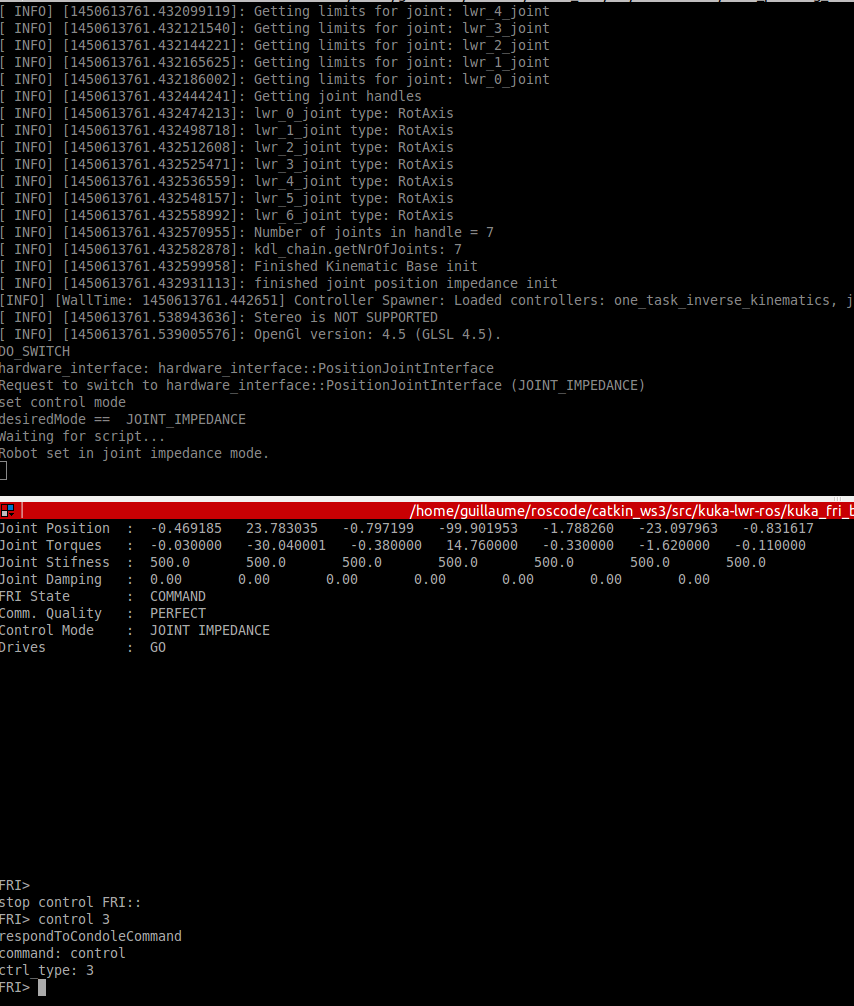 [ INFO] [1450613761.432099119]: Getting limits for joint: lwr_4_joint
[ INFO] [1450613761.432121540]: Getting limits for joint: lwr_3_joint
[ INFO] [1450613761.432144221]: Getting limits for joint: lwr_2_joint
[ INFO] [1450613761.432165625]: Getting limits for joint: lwr_1_joint
[ INFO] [1450613761.432186002]: Getting limits for joint: lwr_0_joint
[ INFO] [1450613761.432444241]: Getting joint handles
[ INFO] [1450613761.432474213]: lwr_0_joint type: RotAxis
[ INFO] [1450613761.432498718]: lwr_1_joint type: RotAxis
[ INFO] [1450613761.432512608]: lwr_2_joint type: RotAxis
[ INFO] [1450613761.432525471]: lwr_3_joint type: RotAxis
[ INFO] [1450613761.432536559]: lwr_4_joint type: RotAxis
[ INFO] [1450613761.432548157]: lwr_5_joint type: RotAxis
[ INFO] [1450613761.432558992]: lwr_6_joint type: RotAxis
[ INFO] [1450613761.432570955]: Number of joints in handle = 7
[ INFO] [1450613761.432582878]: kdl_chain.getNrOfJoints: 7
[ INFO] [1450613761.432599958]: Finished Kinematic Base init
[ INFO] [1450613761.432931113]: finished joint position impedance init
[INFO] [WallTime: 1450613761.442651] Controller Spawner: Loaded controllers: one_task_inverse_kinematics, j
[ INFO] [1450613761.538943636]: Stereo is NOT SUPPORTED
[ INFO] [1450613761.539005576]: OpenGl version: 4.5 (GLSL 4.5).
DO_SWITCH
hardware_interface: hardware_interface::PositionJointInterface
Request to switch to hardware_interface::PositionJointInterface (JOINT_IMPEDANCE)
set control mode
desiredMode ==  JOINT_IMPEDANCE
Waiting for script...
Robot set in joint impedance mode.
/home/guillaume/roscode/catkin_ws3/src/kuka-lwr-ros/kuka_fri_b
Joint Position  :  -0.469185   23.783035   -0.797199   -99.901953   -1.788260   -23.097963   -0.831617
Joint Torques   :  -0.030000   -30.040001   -0.380000   14.760000   -0.330000   -1.620000   -0.110000
Joint Stifness  :  500.0       500.0       500.0       500.0       500.0       500.0       500.0
Joint Damping   :  0.00       0.00       0.00       0.00       0.00       0.00       0.00
FRI State       :  COMMAND
Comm. Quality   :  PERFECT
Control Mode    :  JOINT IMPEDANCE
Drives          :  GO
FRI>
stop control FRI::
FRI> control 3
respondToCondoleCommand
command: control
ctrl_type: 3
FRI>